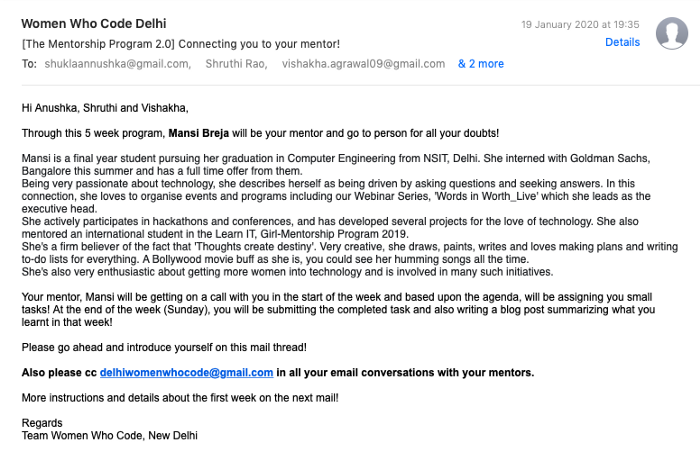 Women Who Code Delhi
19 January 2020 at 19:35
[The Mentorship Program 2.0] Connecting you to your mentor!
Details
To: shuklaannushka@gmail.com, Shruthi Rao, vishakha.agrawal09@gmail.com & 2 more
Hi Anushka, Shruthi and Vishakha,
Through this 5 week program, Mansi Breja will be your mentor and go to person for all your doubts!
Mansi is a final year student pursuing her graduation in Computer Engineering from NSIT, Delhi. She interned with Goldman Sachs,
Bangalore this summer and has a full time offer from them.
Being very passionate about technology, she describes herself as being driven by asking questions and seeking answers. In this
connection, she loves to organise events and programs including our Webinar Series, 'Words in Worth_Live' which she leads as the
executive head.
She actively participates in hackathons and conferences, and has developed several projects for the love of technology. She also
mentored an international student in the Learn IT, Girl-Mentorship Program 2019.
She's a firm believer of the fact that 'Thoughts create destiny'. Very creative, she draws, paints, writes and loves making plans and writing
to-do lists for everything. A Bollywood movie buff as she is, you could see her humming songs all the time.
She's also very enthusiastic about getting more women into technology and is involved in many such initiatives.
Your mentor, Mansi will be getting on a call with you in the start of the week and based upon the agenda, will be assigning you small
tasks! At the end of the week (Sunday), you will be submitting the completed task and also writing a blog post summarizing what you
learnt in that week!
Please go ahead and introduce yourself on this mail thread!
Also please cc delhiwomenwhocode@gmail.com in all your email conversations with your mentors.
More instructions and details about the first week on the next mail!
Regards
Team Women Who Code, New Delhi